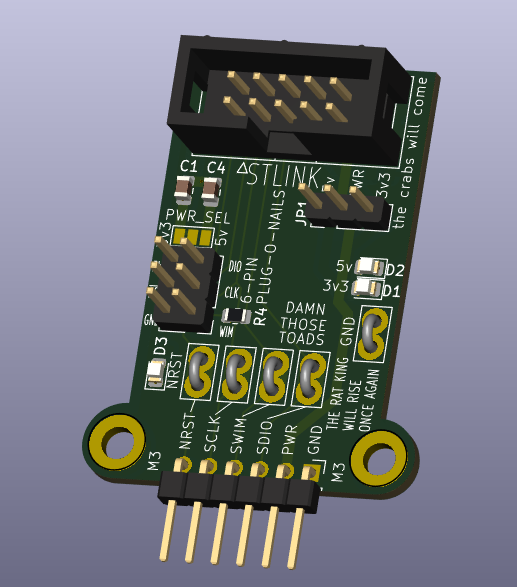 the crabs will come
C1 C4
STLINK
PWR_SEL
5v
JP1
3v3
DIO
CLK
WIM
6-PIN
PLUG-O-NAILS
R4
5v D2
3v3 D1
DAMN
THOSE
TOADS
GND
D3
NRST
THE RAT KING
WILL RISE
ONCE AGAIN
NRST
SCLK
SWIM
SDIO
PWR
GND
M3
M3